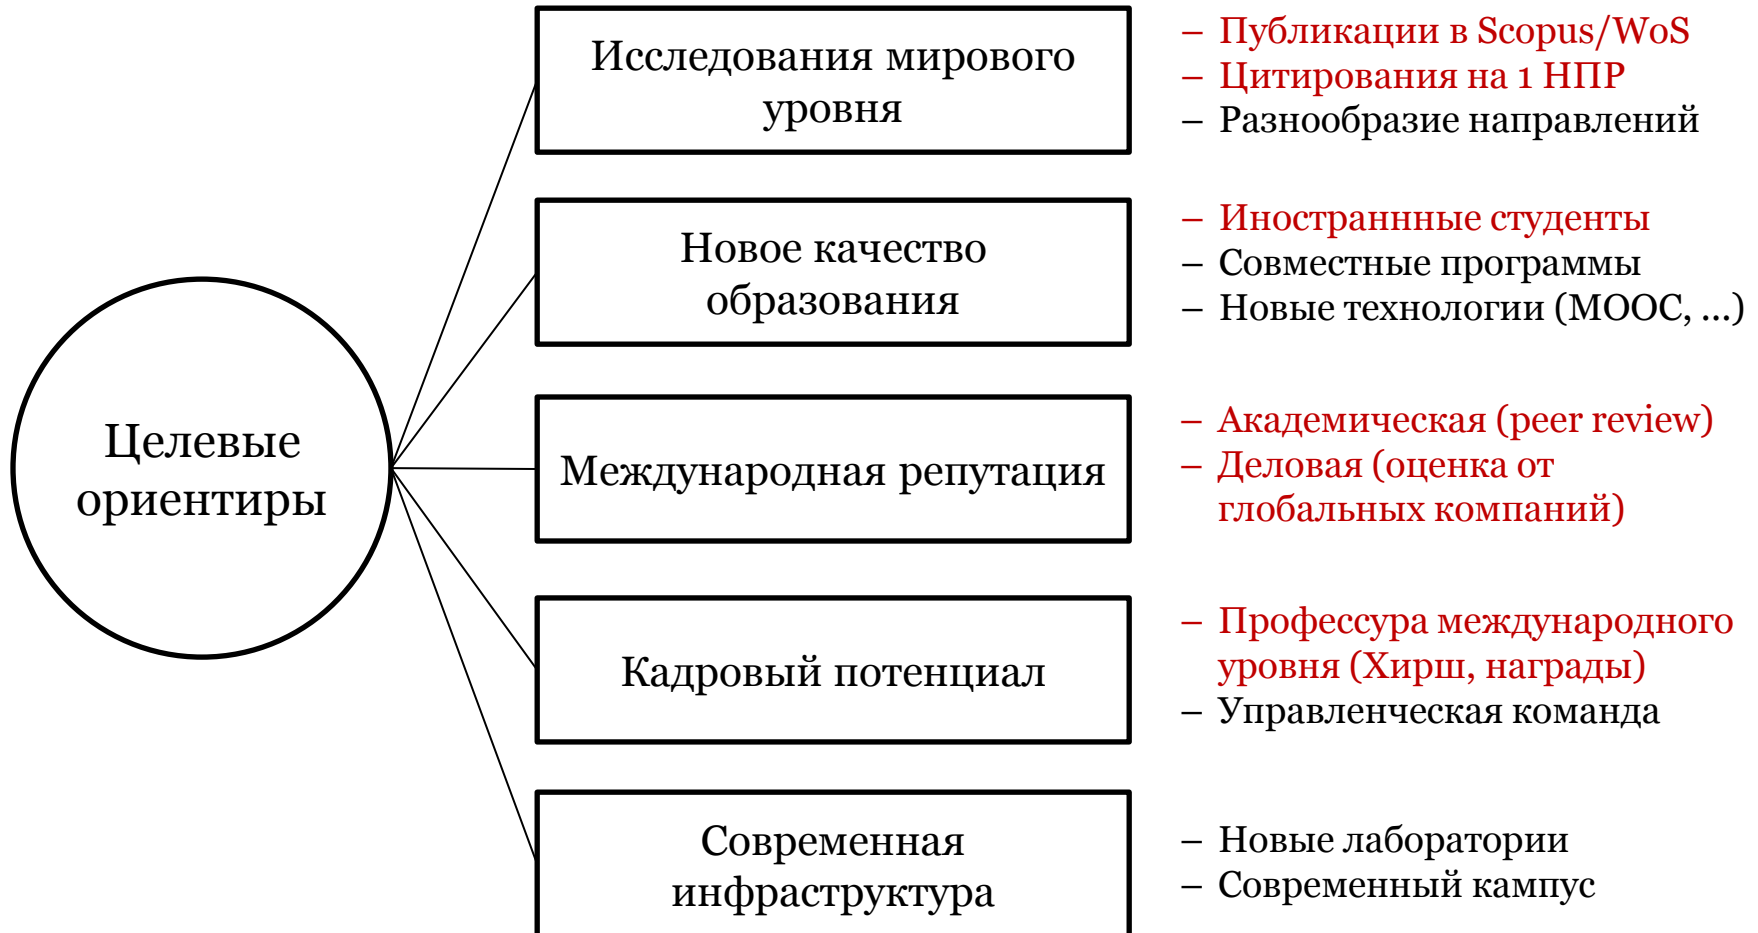 Целевые
ориентиры
Исследования мирового
уровня
– Публикации в Scopus/WoS
– Цитирования на 1 НПР
– Разнообразие направлений
Новое качество
образования
– Иностраннные студенты
– Совместные программы
– Новые технологии (МООС, ...)
Международная репутация
– Академическая (peer review)
– Деловая (оценка от
глобальных компаний)
Кадровый потенциал
– Профессура международного
уровня (Хирш, награды)
– Управленческая команда
Современная
инфраструктура
– Новые лаборатории
– Современный кампус